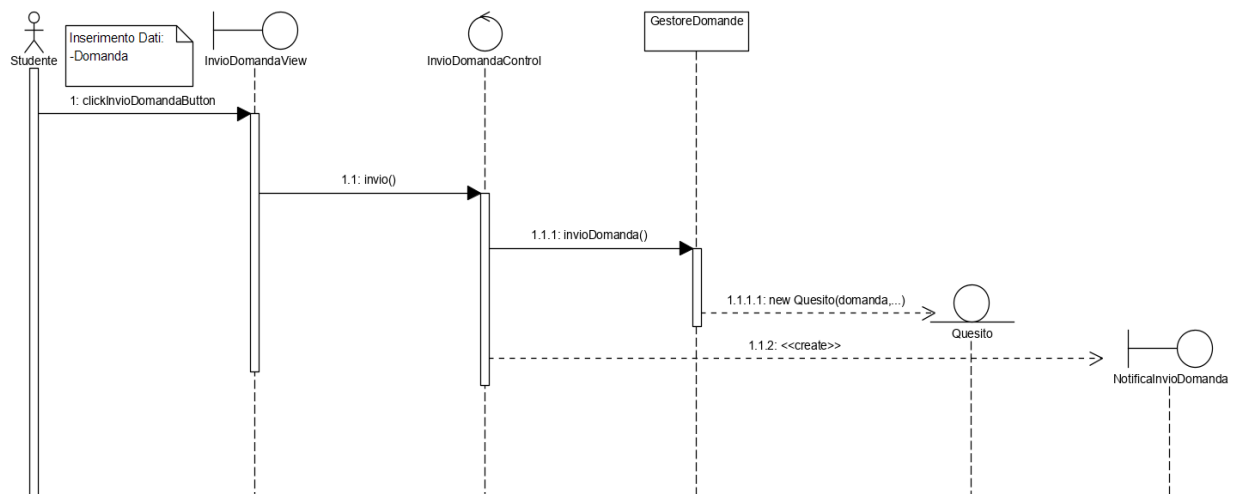 GestoreDomande
Inserimento Dati:
-Domanda
Studente
InvioDomandaView
InvioDomandaControl
1: clickInvioDomandaButton
1.1: invio()
1.1.1: invioDomanda()
1.1.1.1: new Quesito(domanda,...)
Quesito
1.1.2: <<create>>
NotificaInvioDomanda